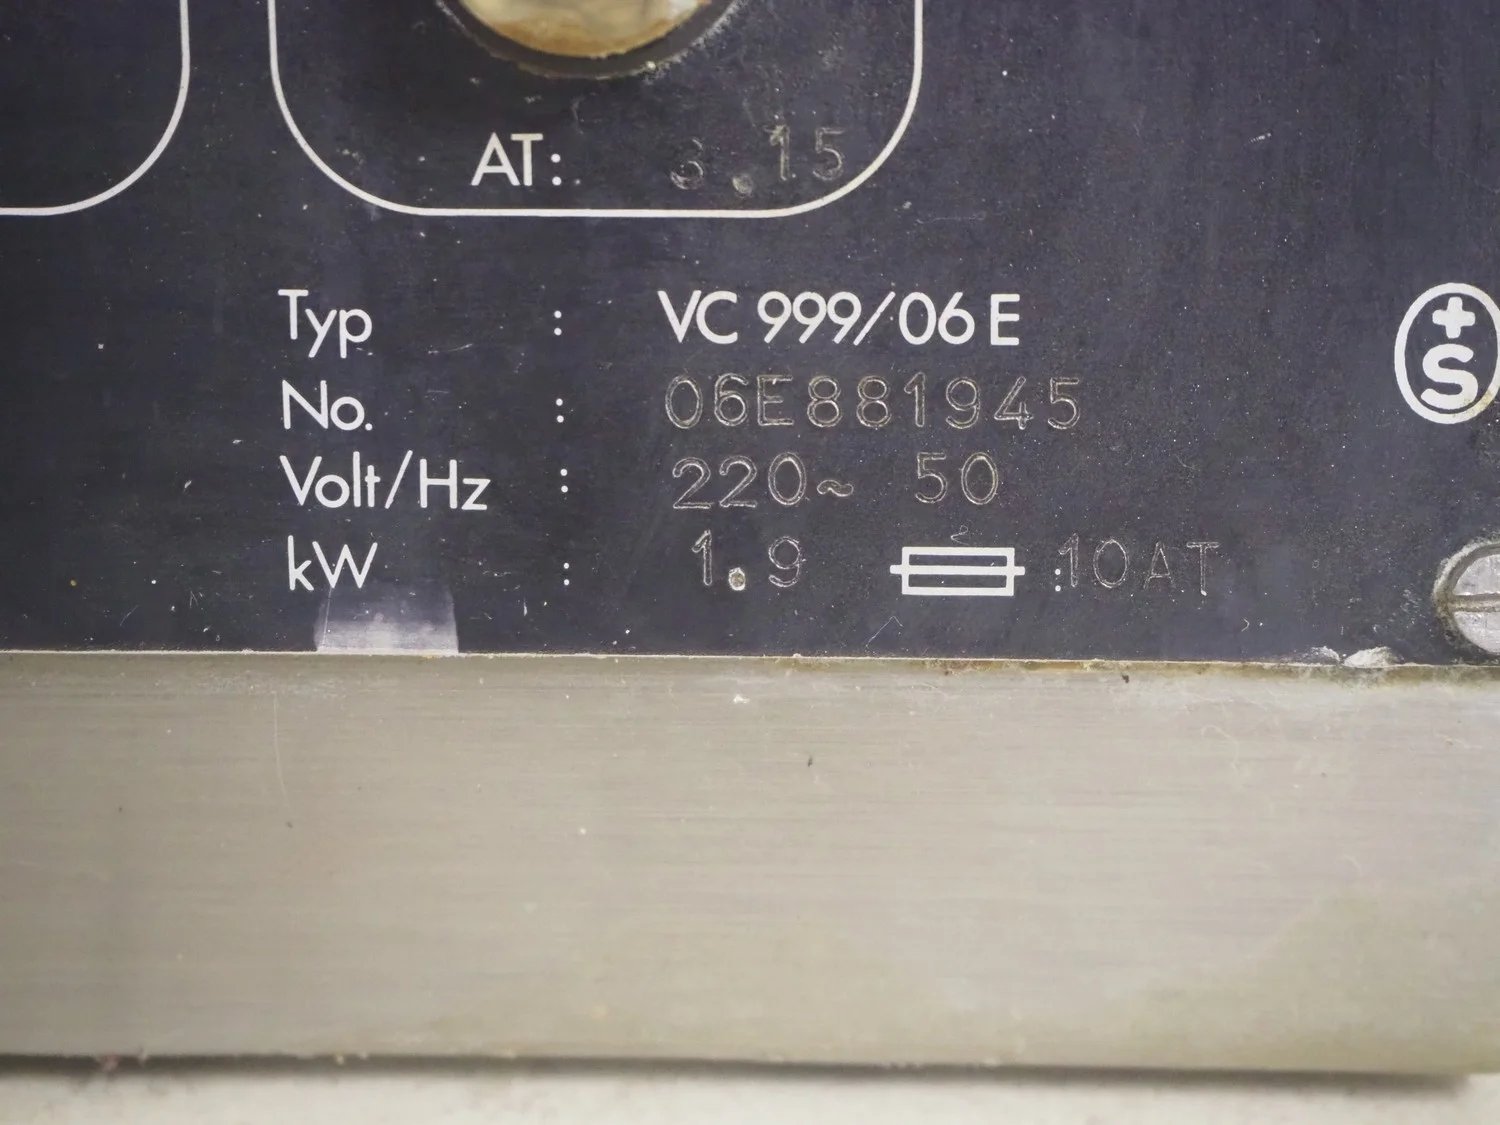 AT: 3.15
Typ : VC 999/06 E
No. : 06E881945
Volt/Hz : 220~ 50
kW : 1.9 : 10AT
+S